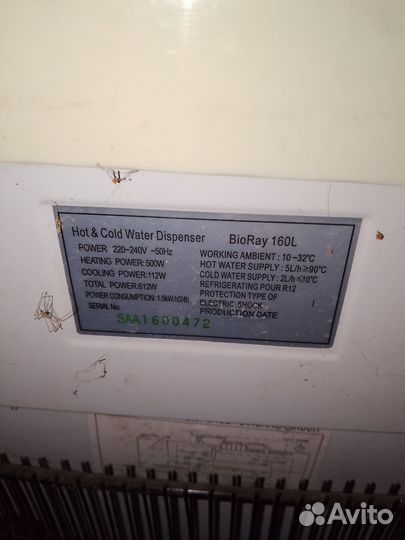 Hot & Cold Water Dispenser BioRay 160L
POWER 220~240V ~50Hz
HEATING POWER:500W
COOLING POWER:112W
TOTAL POWER:612W
POWER CONSUMPTION: 1.5kW.h/24h
SERIAL No:
SAA1600472
WORKING AMBIENT: 10~32℃
HOT WATER SUPPLY : 5L/h≥90℃
COLD WATER SUPPLY : 2L/h ≤10℃
REFRIGERATING POUR R12
PROTECTION TYPE OF I
ELECTRIC SHOCK
PRODUCTION DATE
Avito